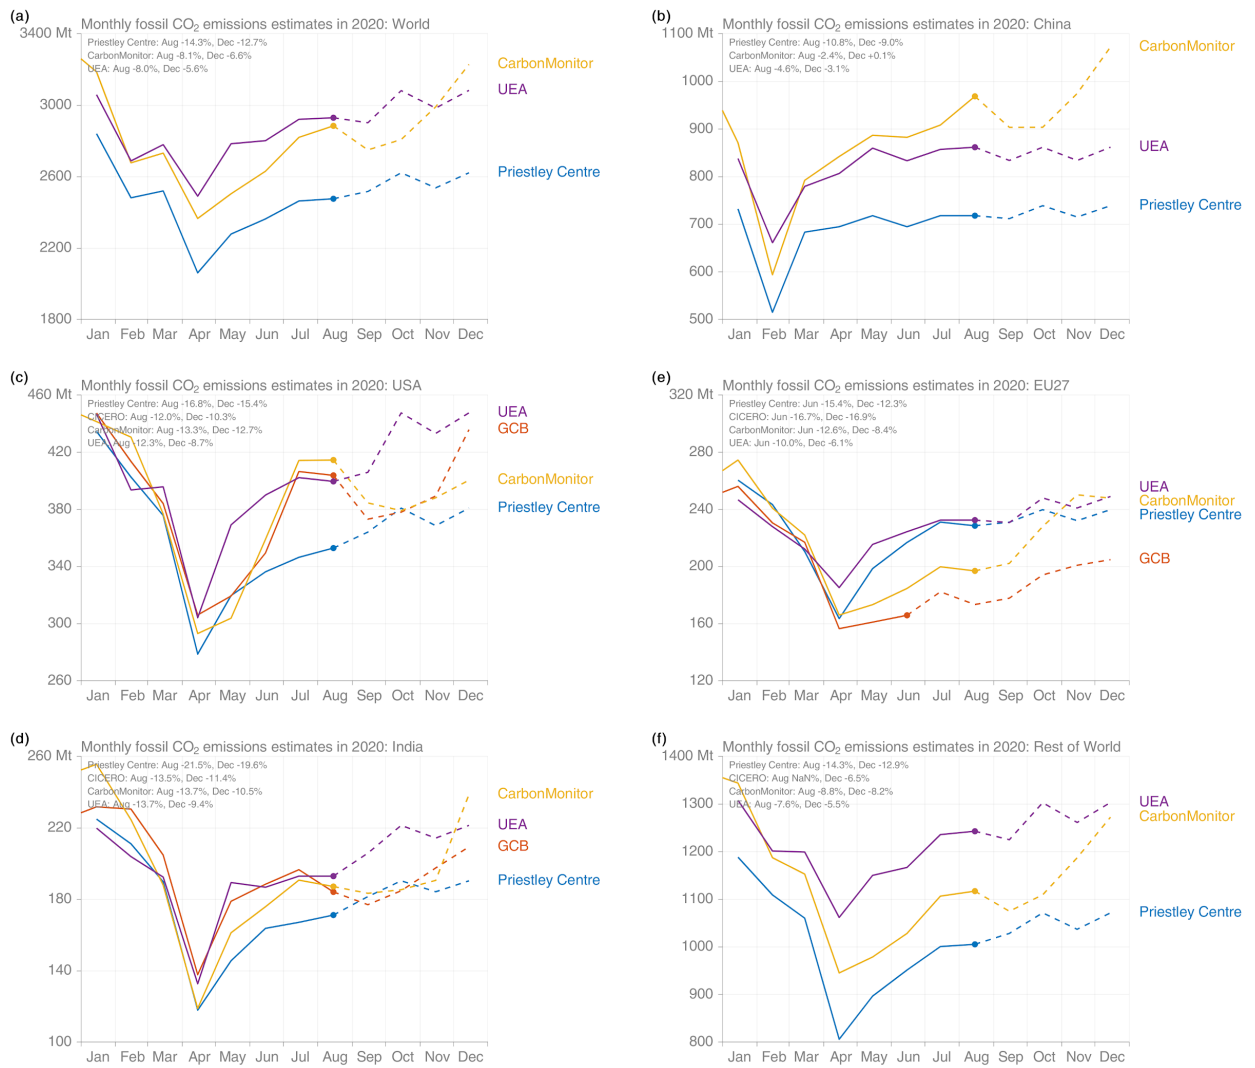 (a)
Monthly fossil CO2 emissions estimates in 2020: World
3400 Mt
Priestley Centre: Aug -14.3%, Dec -12.7%
CarbonMonitor: Aug -8.1%, Dec -6.6%
UEA: Aug -8.0%, Dec -5.6%
3000
2600
2200
1800
CarbonMonitor
UEA
Priestley Centre
Jan Feb Mar Apr May Jun Jul Aug Sep Oct Nov Dec
(b)
Monthly fossil CO2 emissions estimates in 2020: China
1100 Mt
Priestley Centre: Aug -10.8%, Dec -9.0%
CarbonMonitor: Aug -2.4%, Dec +0.1%
UEA: Aug -4.6%, Dec -3.1%
1000
900
800
700
600
500
CarbonMonitor
UEA
Priestley Centre
Jan Feb Mar Apr May Jun Jul Aug Sep Oct Nov Dec
(c)
Monthly fossil CO2 emissions estimates in 2020: USA
460 Mt
Priestley Centre: Aug -16.8%, Dec -15.4%
CICERO: Aug -12.0%, Dec -10.3%
CarbonMonitor: Aug -13.3%, Dec -12.7%
UEA: Aug -12.3%, Dec -8.7%
420
380
340
300
260
UEA
GCB
CarbonMonitor
Priestley Centre
Jan Feb Mar Apr May Jun Jul Aug Sep Oct Nov Dec
(e)
Monthly fossil CO2 emissions estimates in 2020: EU27
320 Mt
Priestley Centre: Jun -15.4%, Dec -12.3%
CICERO: Jun -16.7%, Dec -16.9%
CarbonMonitor: Jun -12.6%, Dec -8.4%
UEA: Jun -10.0%, Dec -6.1%
280
240
200
160
120
UEA
CarbonMonitor
Priestley Centre
GCB
Jan Feb Mar Apr May Jun Jul Aug Sep Oct Nov Dec
(d)
Monthly fossil CO2 emissions estimates in 2020: India
260 Mt
Priestley Centre: Aug -21.5%, Dec -19.6%
CICERO: Aug -13.5%, Dec -11.4%
CarbonMonitor: Aug -13.7%, Dec -10.5%
UEA: Aug -13.7%, Dec -9.4%
220
180
140
100
CarbonMonitor
UEA
GCB
Priestley Centre
Jan Feb Mar Apr May Jun Jul Aug Sep Oct Nov Dec
(f)
Monthly fossil CO2 emissions estimates in 2020: Rest of World
1400 Mt
Priestley Centre: Aug -14.3%, Dec -12.9%
CICERO: Aug NaN%, Dec -6.5%
CarbonMonitor: Aug -8.8%, Dec -8.2%
UEA: Aug -7.6%, Dec -5.5%
1300
1200
1100
1000
900
800
UEA
CarbonMonitor
Priestley Centre
Jan Feb Mar Apr May Jun Jul Aug Sep Oct Nov Dec